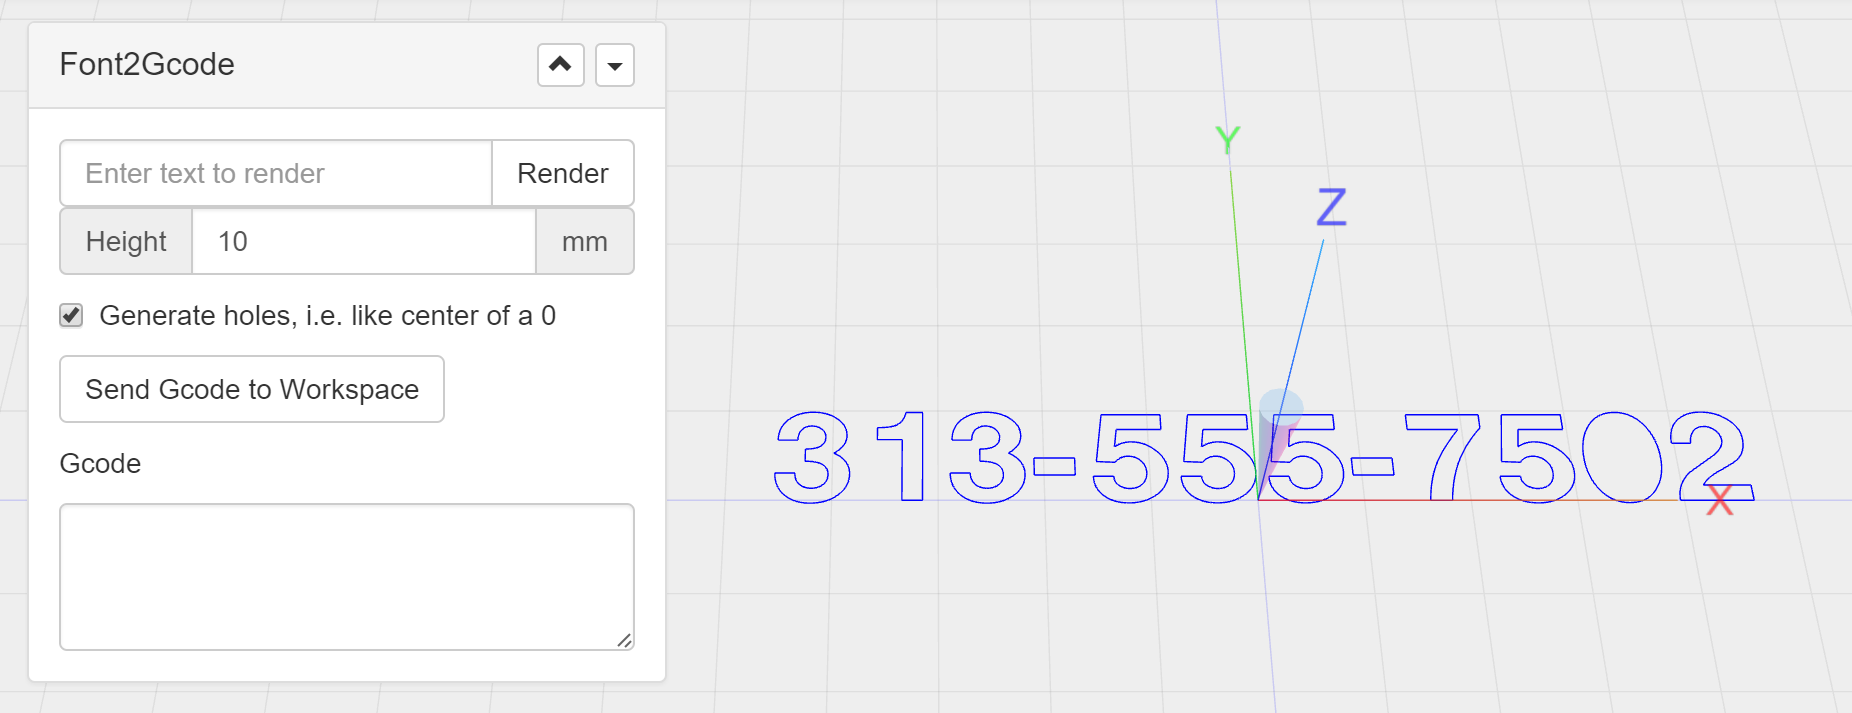 Font2Gcode
Enter text to render Render
Height 10 mm
Generate holes, i.e. like center of a 0
Send Gcode to Workspace
Gcode
Y
Z
313-555-7502
X